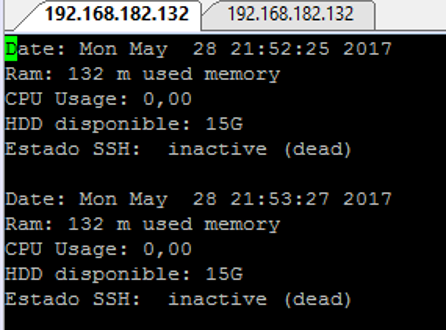 192.168.182.132 192.168.182.132
Date: Mon May  28 21:52:25 2017
Ram: 132 m used memory
CPU Usage: 0,00
HDD disponible: 15G
Estado SSH:  inactive (dead)
Date: Mon May  28 21:53:27 2017
Ram: 132 m used memory
CPU Usage: 0,00
HDD disponible: 15G
Estado SSH:  inactive (dead)